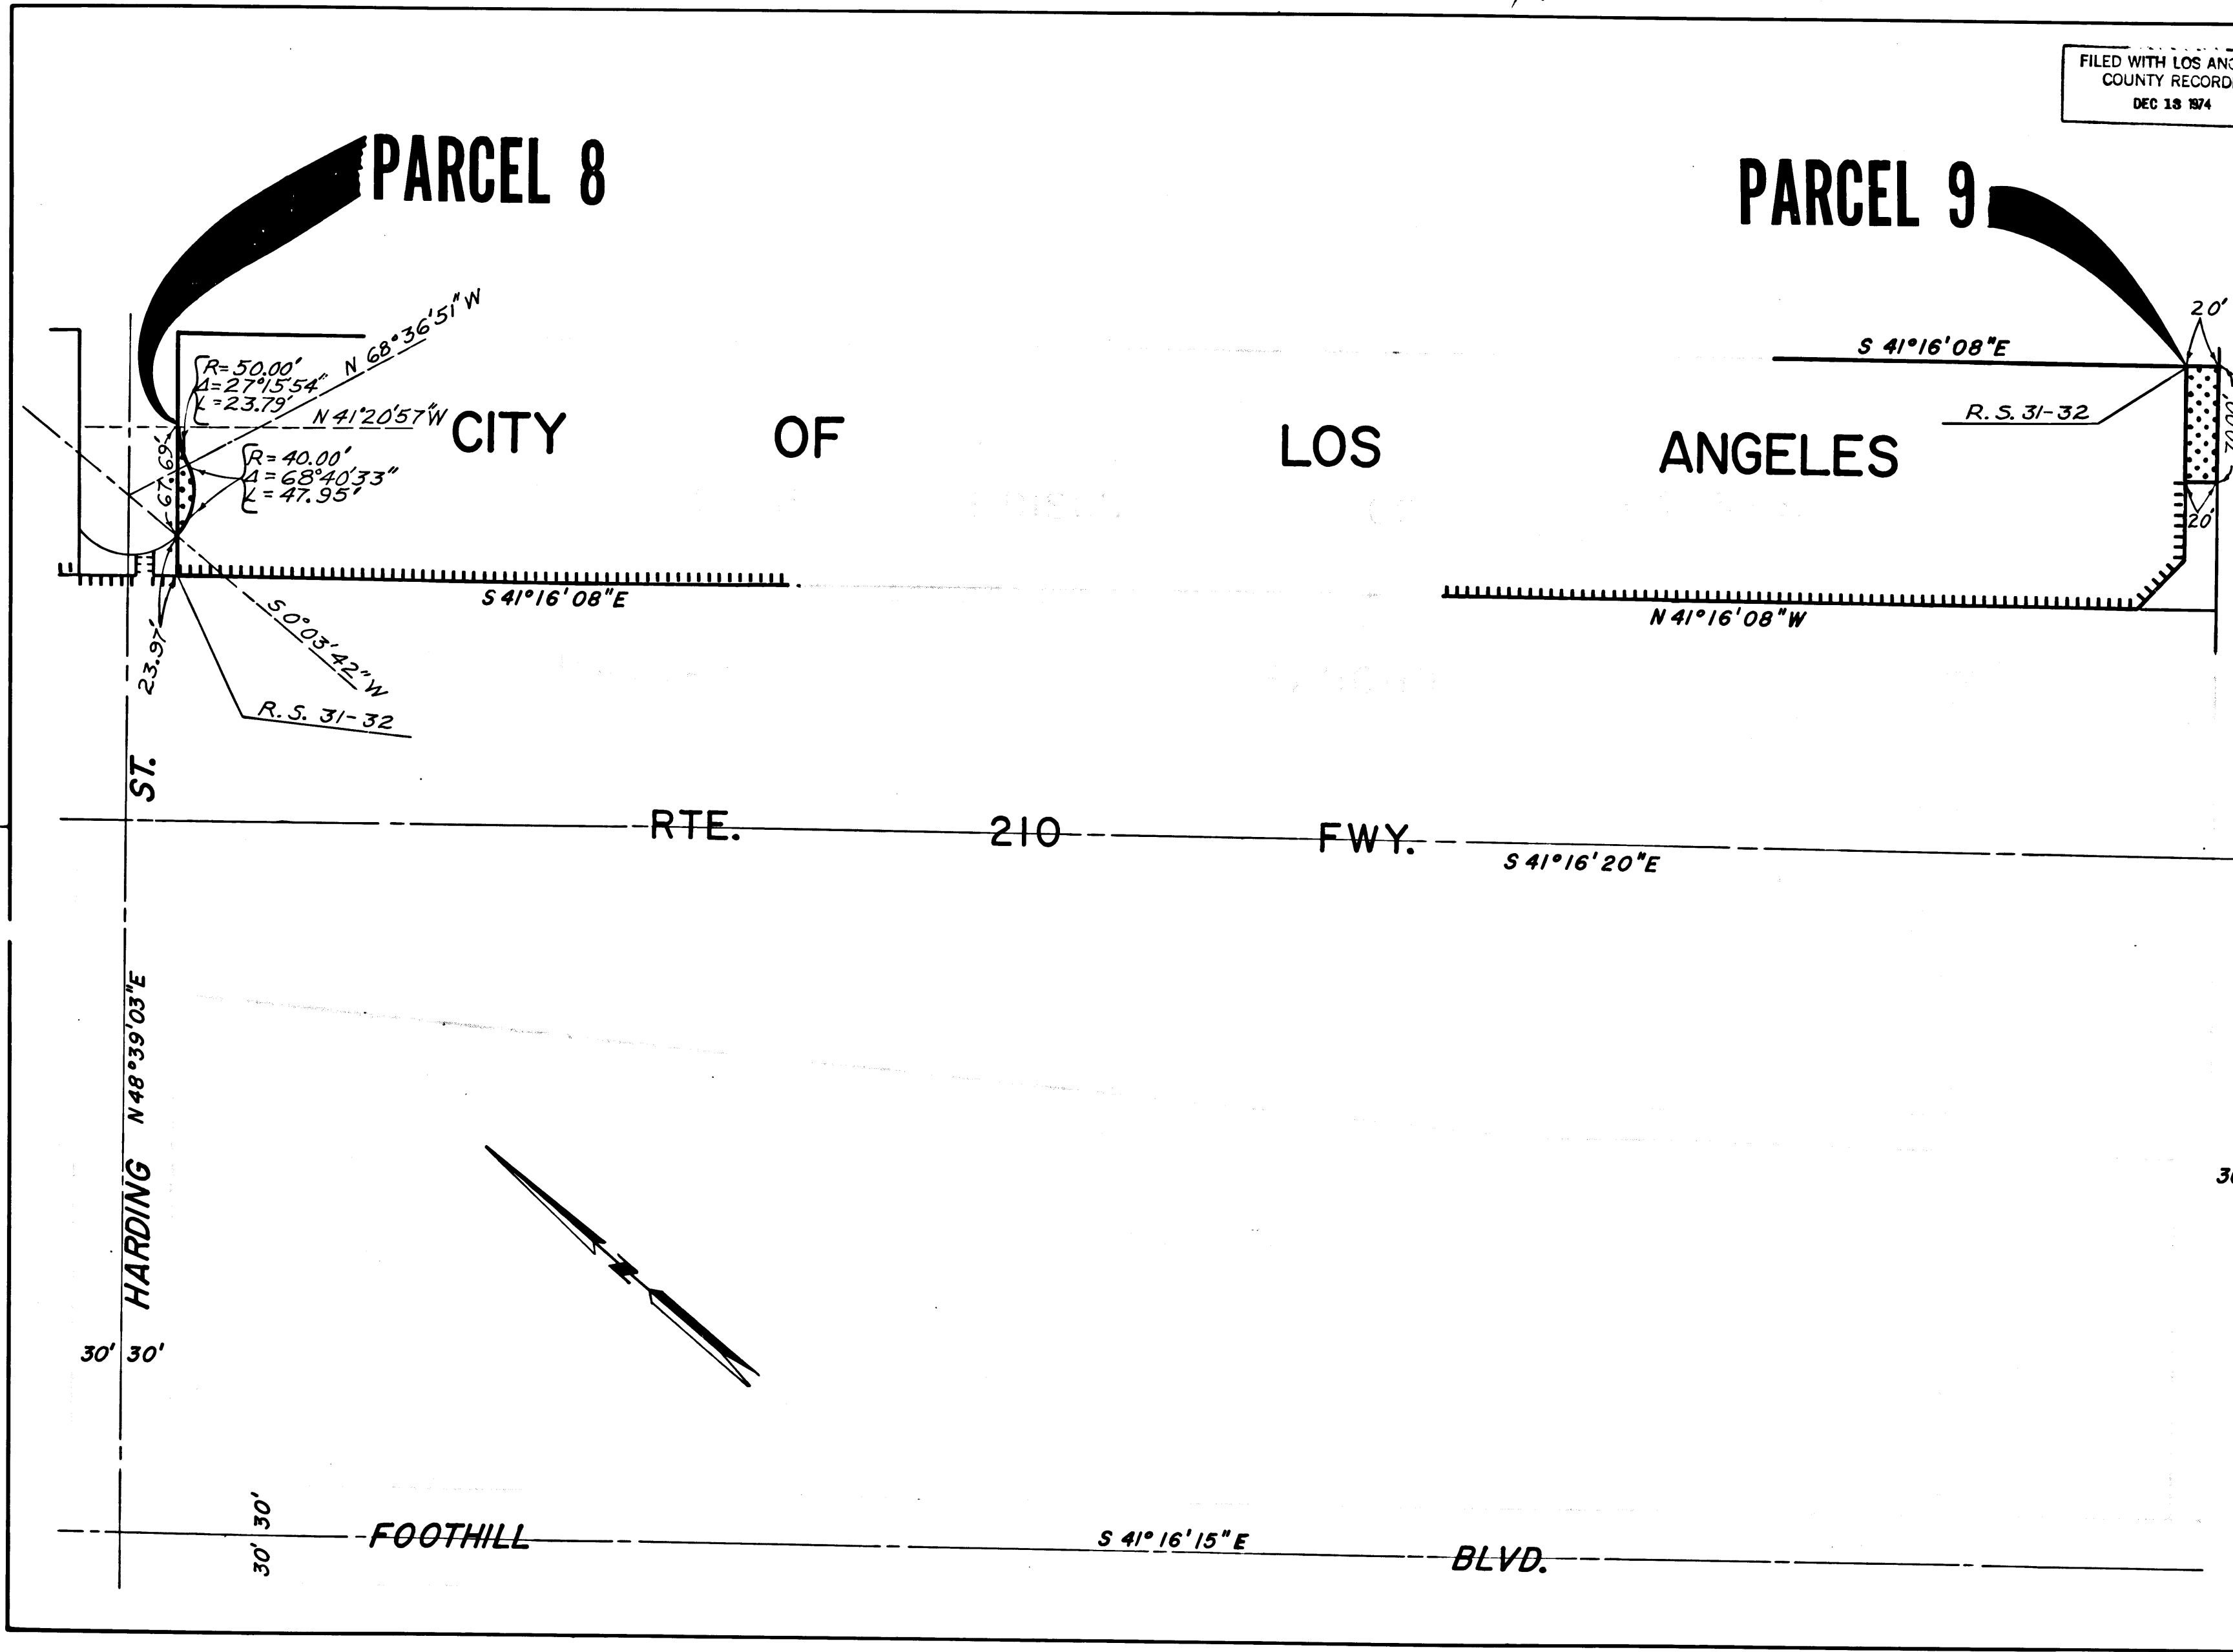 FILED WITH LOS ANG
COUNTY RECORD
DEC 13 1974
PARCEL 8
PARCEL 9
20'
S 41°16'08"E
R.S. 31-32
20'
N 68°36'51"W
R=50.00'
Δ=27°15'54"
L=23.79'
N 41°20'57"W
R=40.00'
Δ=68°40'33"
L=47.95'
67.69'
CITY OF LOS ANGELES
S 41°16'08"E
N 41°16'08"W
23.97'
S 0°03'42"W
R.S. 31-32
RTE. 210 FWY.
S 41°16'20"E
HARDING ST.
N 48°39'03"E
30' 30'
30' 30'
FOOTHILL BLVD.
S 41°16'15"E